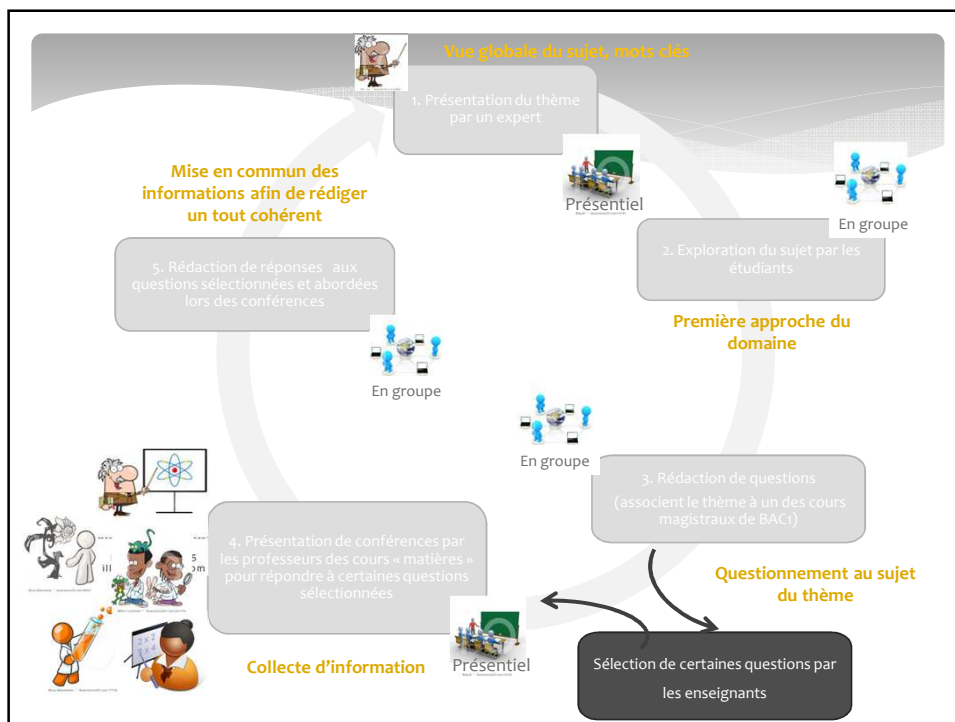 Vue globale du sujet, mots clés
1. Présentation du thème
par un expert
Présentiel
En groupe
2. Exploration du sujet par les
étudiants
Première approche du
domaine
En groupe
3. Rédaction de questions
(associent le thème à un des cours
magistraux de BAC1)
Questionnement au sujet
du thème
Sélection de certaines questions par
les enseignants
4. Présentation de conférences par
les professeurs des cours « matières »
pour répondre à certaines questions
sélectionnées
Présentiel
Collecte d'information
2 x 2
Mise en commun des
informations afin de rédiger
un tout cohérent
5. Rédaction de réponses aux
questions sélectionnées et abordées
lors des conférences
En groupe